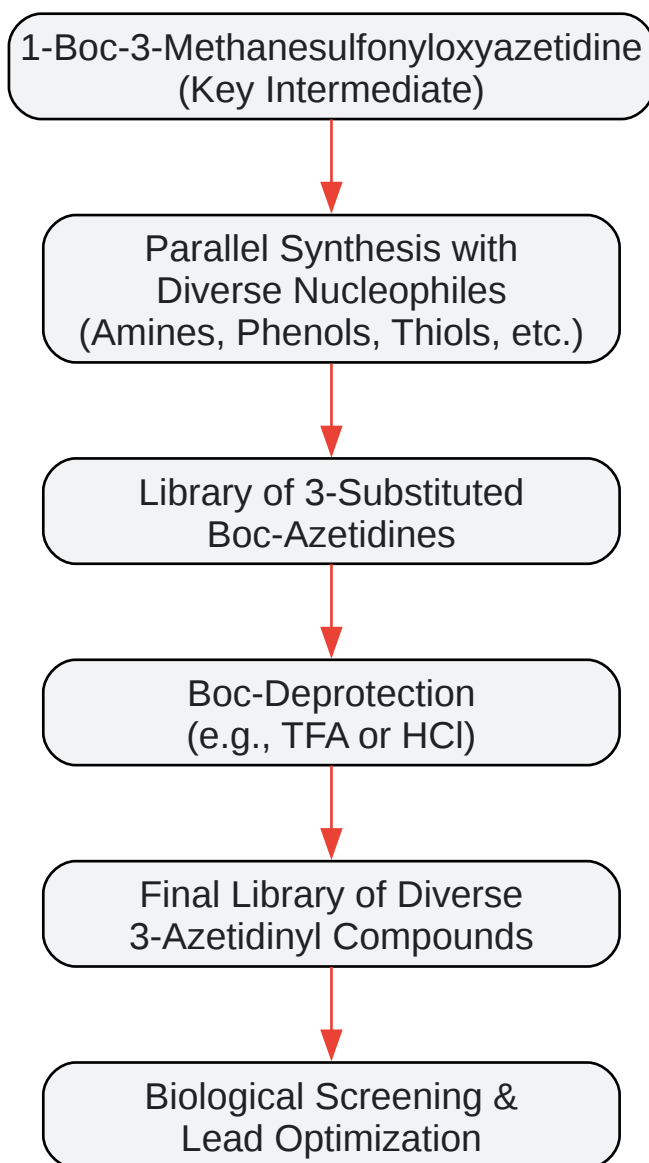 1-Boc-3-Methanesulfonyloxyazetidine
(Key Intermediate)
Parallel Synthesis with
Diverse Nucleophiles
(Amines, Phenols, Thiols, etc.)
Library of 3-Substituted
Boc-Azetidines
Boc-Deprotection
(e.g., TFA or HCl)
Final Library of Diverse
3-Azetidinyl Compounds
Biological Screening &
Lead Optimization